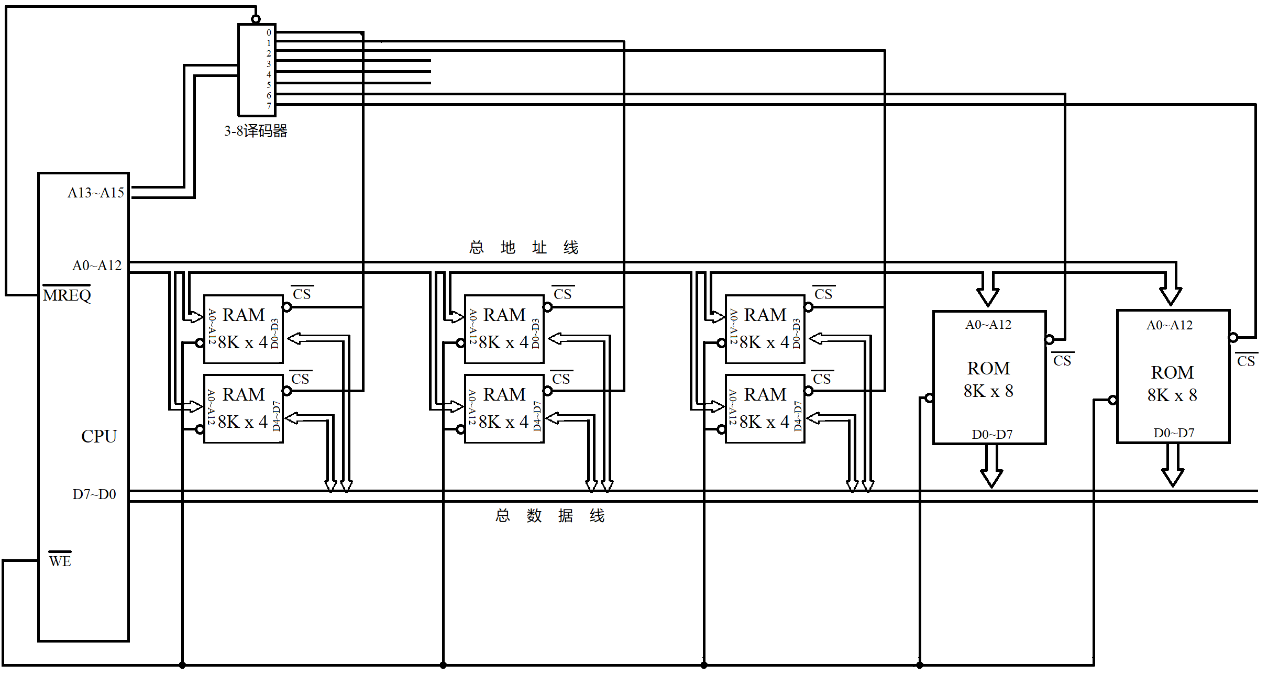 0
1
2
3
4
5
6
7
3-8译码器
A13~A15
总 地 址 线
A0~A12
MREQ
CS
A0~A12
RAM
8K x 4
D0~D3
CS
A0~A12
RAM
8K x 4
D4~D7
CS
A0~A12
RAM
8K x 4
D0~D3
CS
A0~A12
RAM
8K x 4
D4~D7
CS
A0~A12
RAM
8K x 4
D0~D3
CS
A0~A12
RAM
8K x 4
D4~D7
A0~A12
ROM
8K x 8
D0~D7
CS
A0~A12
ROM
8K x 8
D0~D7
CS
CPU
D7~D0
总 数 据 线
WE